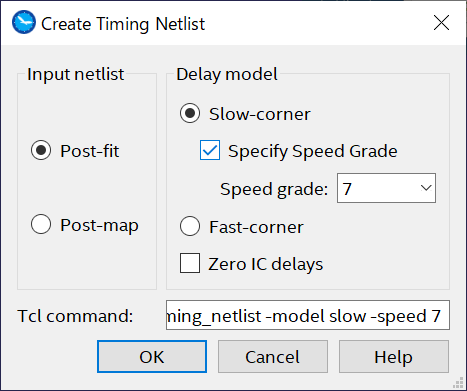 Create Timing Netlist
Input netlist
Post-fit
Post-map
Delay model
Slow-corner
Specify Speed Grade
Speed grade: 7
Fast-corner
Zero IC delays
Tcl command: ming_netlist -model slow -speed 7
OK Cancel Help